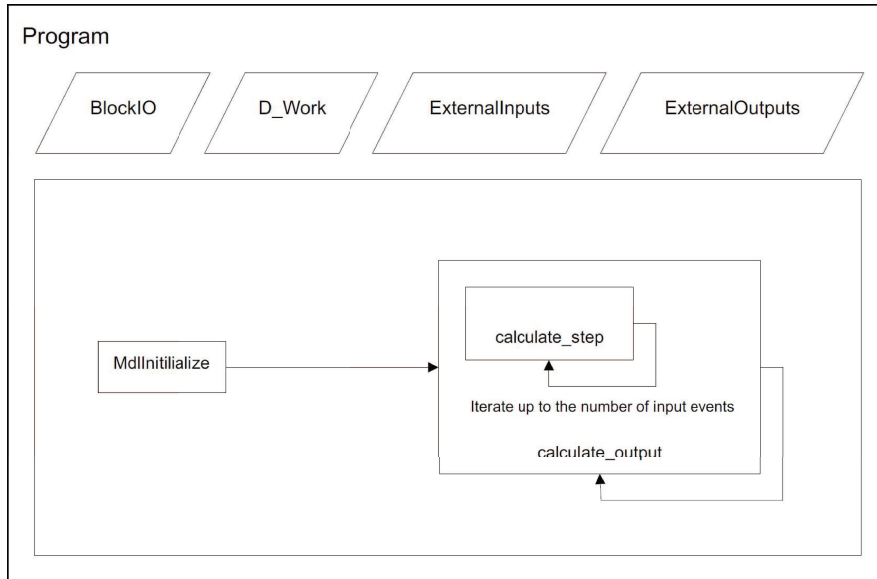 Program
BlockIO
D_Work
ExternalInputs
ExternalOutputs
MdlInitilialize
calculate_step
Iterate up to the number of input events
calculate_output